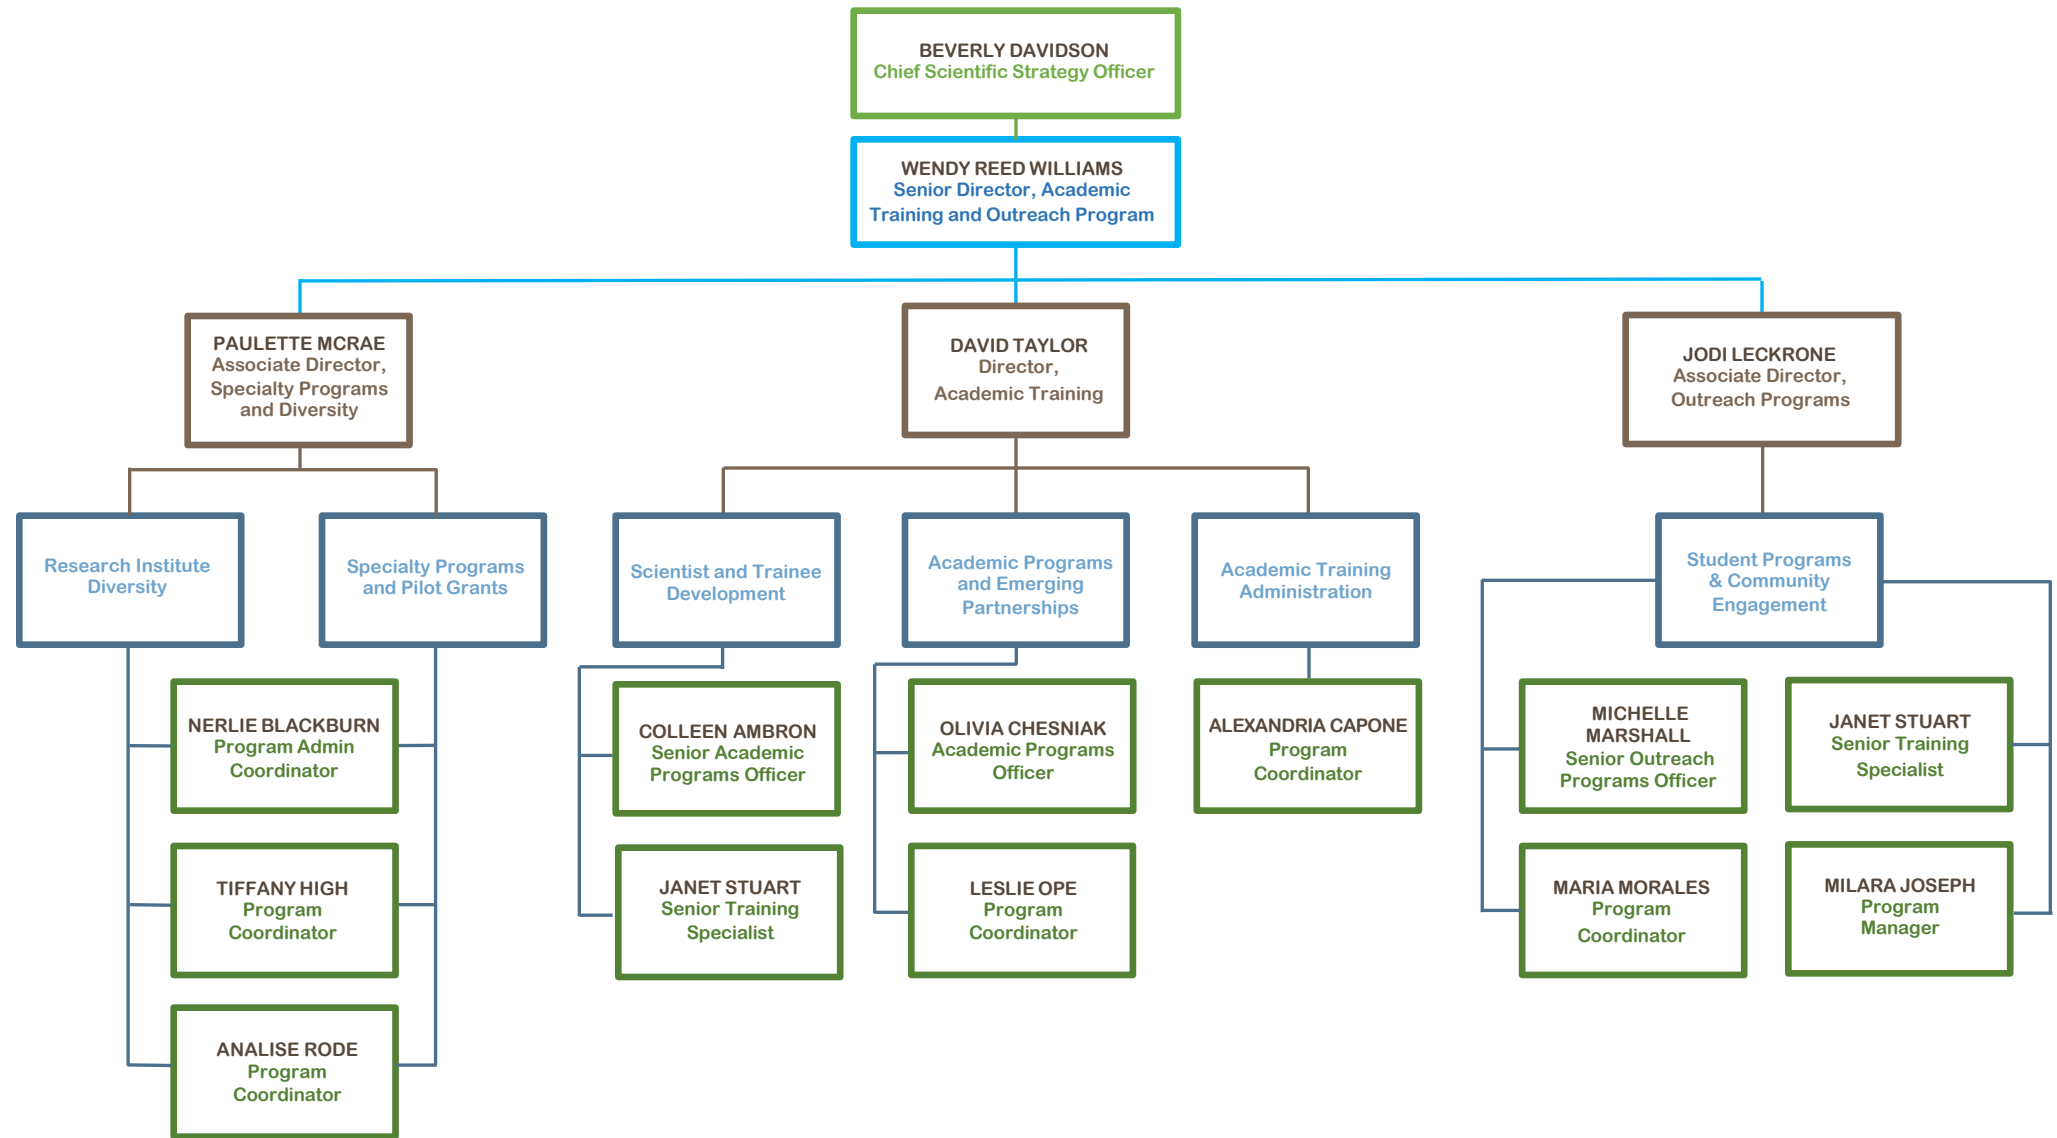 BEVERLY DAVIDSON
Chief Scientific Strategy Officer
WENDY REED WILLIAMS
Senior Director, Academic
Training and Outreach Program
PAULETTE MCRAE
Associate Director,
Specialty Programs
and Diversity
DAVID TAYLOR
Director,
Academic Training
JODI LECKRONE
Associate Director,
Outreach Programs
Research Institute
Diversity
Specialty Programs
and Pilot Grants
Scientist and Trainee
Development
Academic Programs
and Emerging
Partnerships
Academic Training
Administration
Student Programs
& Community
Engagement
NERLIE BLACKBURN
Program Admin
Coordinator
COLLEEN AMBRON
Senior Academic
Programs Officer
OLIVIA CHESNIAK
Academic Programs
Officer
ALEXANDRIA CAPONE
Program
Coordinator
MICHELLE
MARSHALL
Senior Outreach
Programs Officer
JANET STUART
Senior Training
Specialist
TIFFANY HIGH
Program
Coordinator
JANET STUART
Senior Training
Specialist
LESLIE OPE
Program
Coordinator
MARIA MORALES
Program
Coordinator
MILARA JOSEPH
Program
Manager
ANALISE RODE
Program
Coordinator